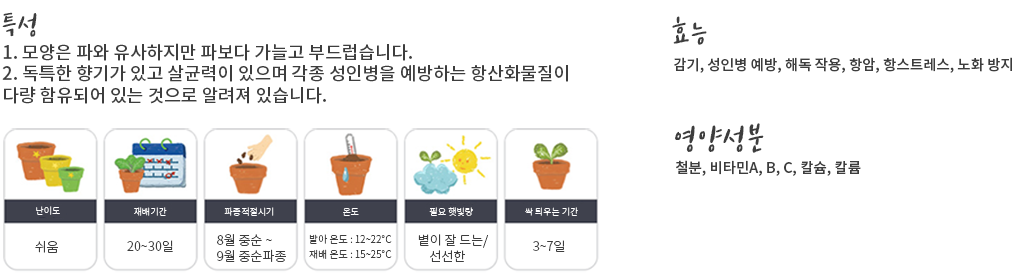 특성
1. 모양은 파와 유사하지만 파보다 가늘고 부드럽습니다.
2. 독특한 향기가 있고 살균력이 있으며 각종 성인병을 예방하는 항산화물질이
다량 함유되어 있는 것으로 알려져 있습니다.
효능
감기, 성인병 예방, 해독 작용, 항암, 항스트레스, 노화 방지
영양성분
철분, 비타민A, B, C, 칼슘, 칼륨
난이도
쉬움
재배기간
20~30일
파종적절시기
8월 중순 ~
9월 중순파종
온도
발아 온도 : 12~22°C
재배 온도 : 15~25°C
필요 햇빛량
볕이 잘 드는/
선선한
싹 틔우는 기간
3~7일